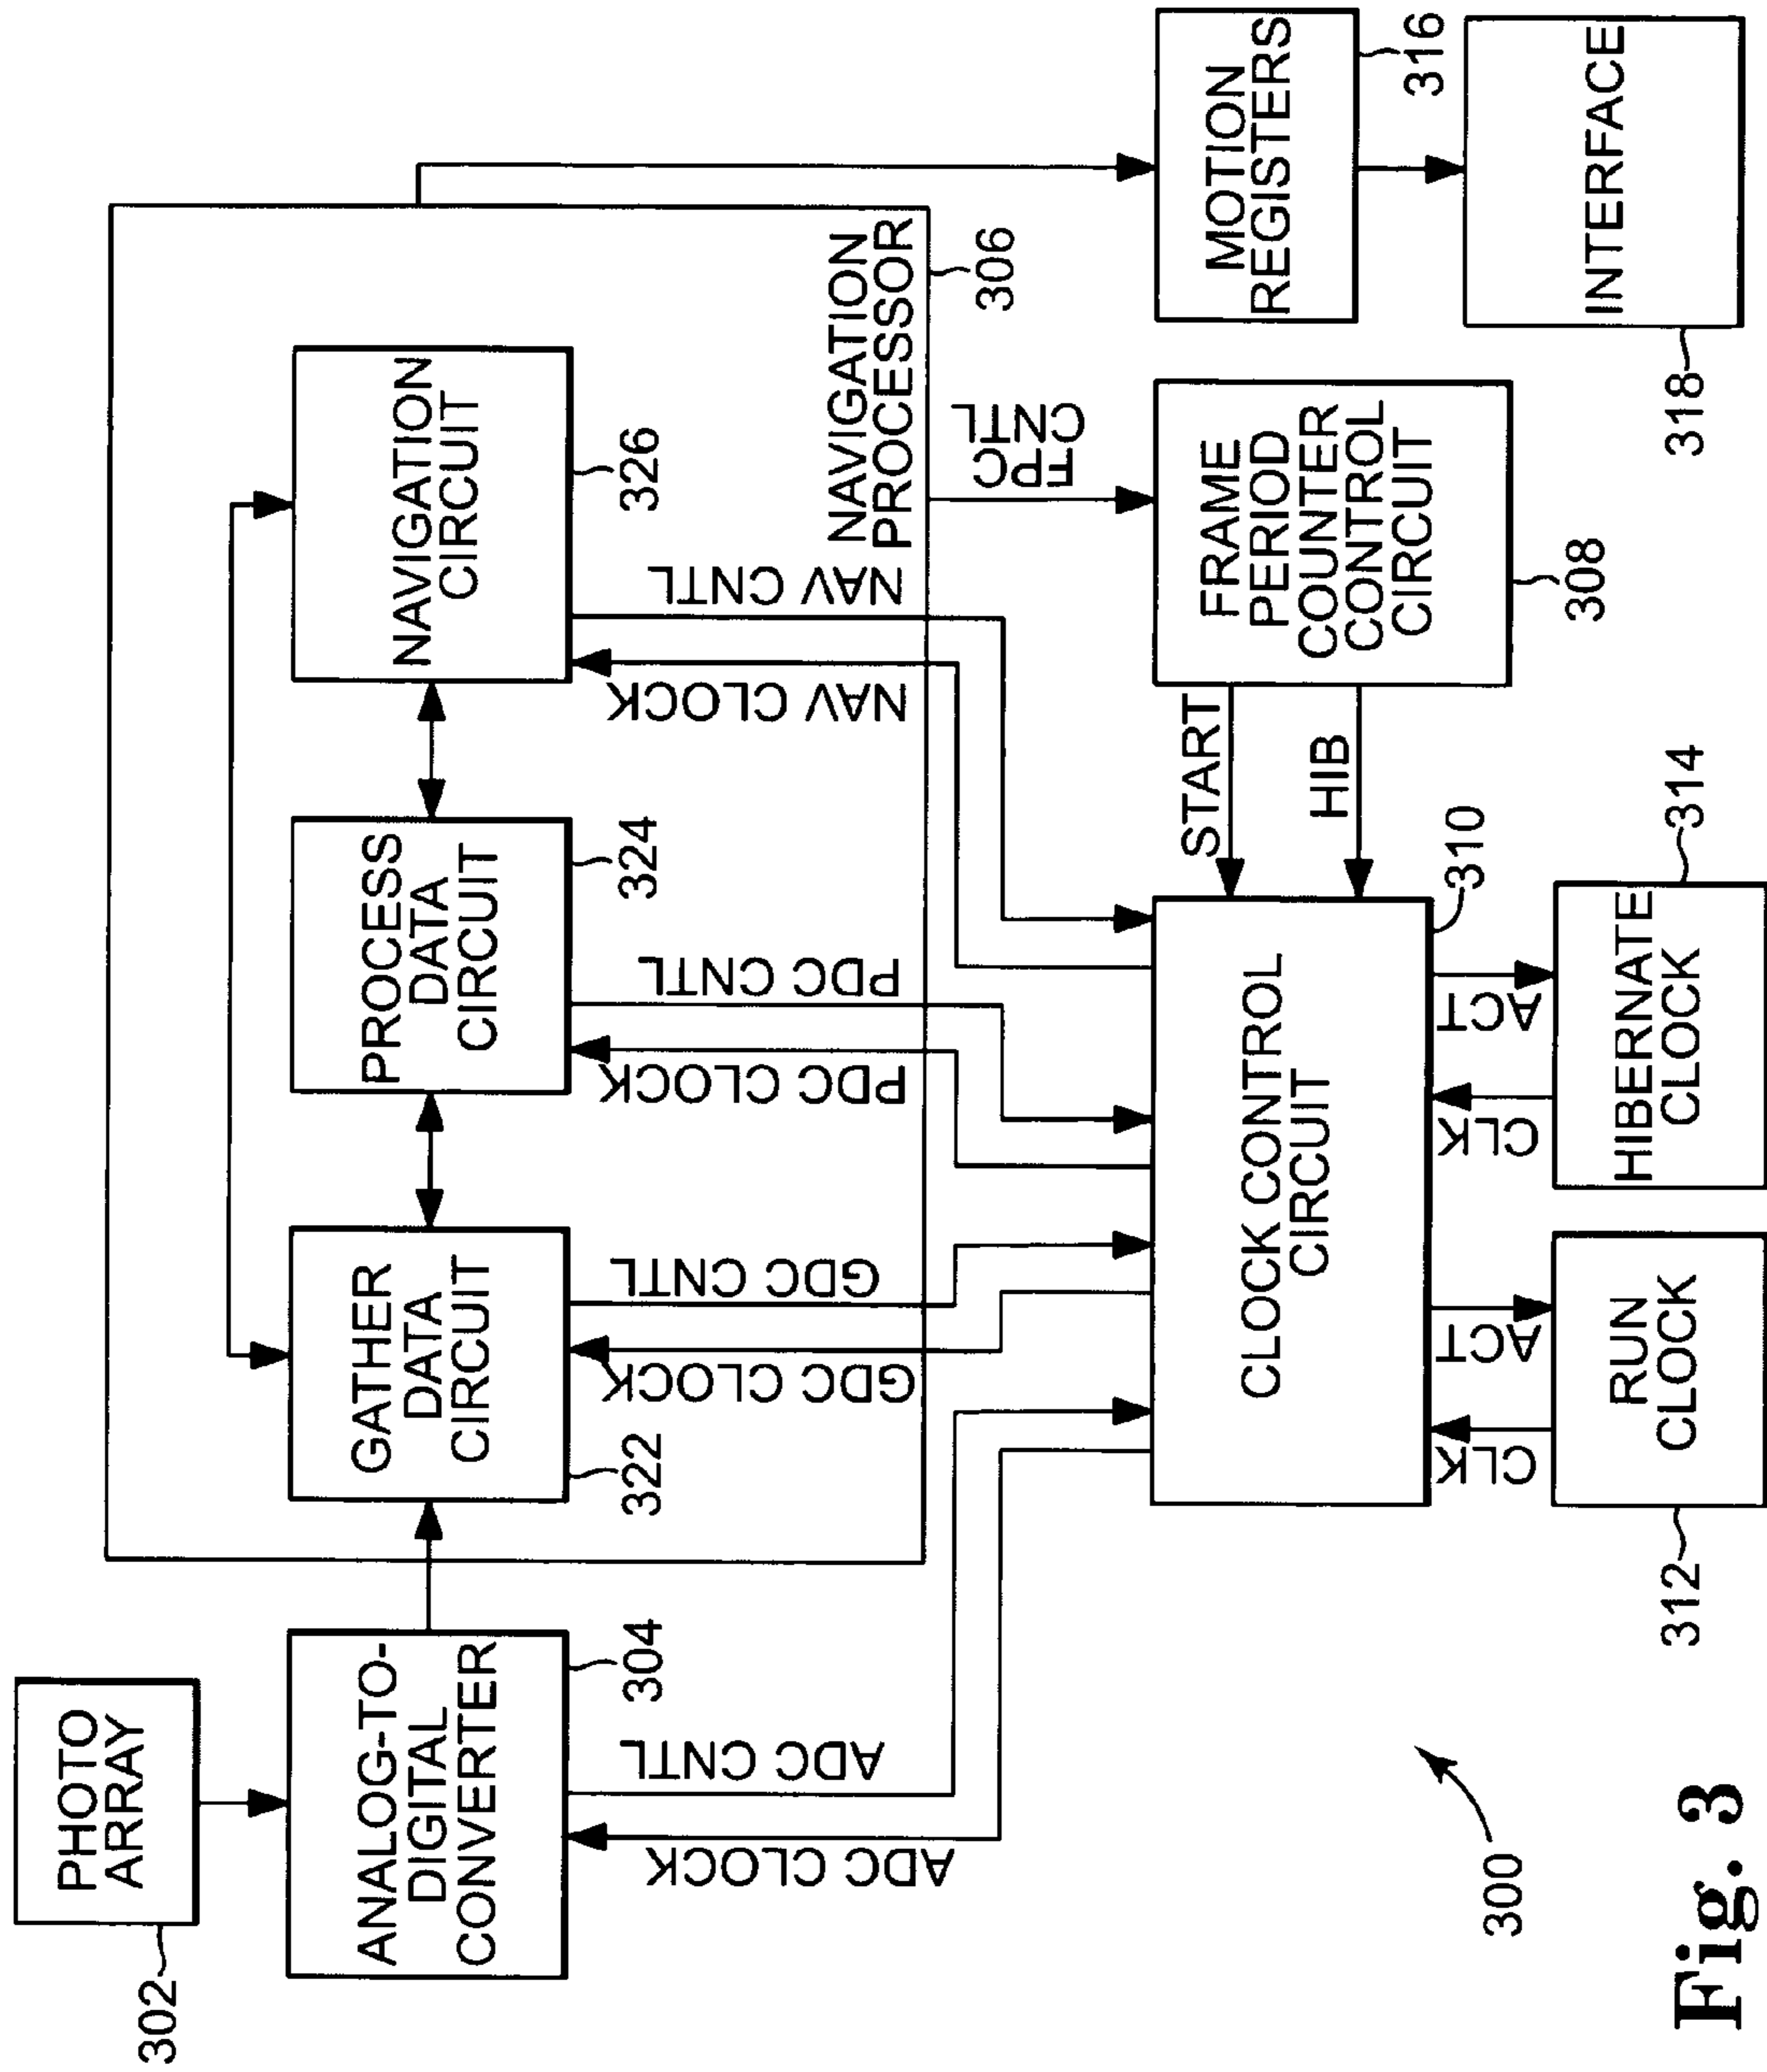 PHOTO
ARRAY
302
ANALOG-TO-
DIGITAL
CONVERTER
304
GATHER
DATA
CIRCUIT
322
PROCESS
DATA
CIRCUIT
324
NAVIGATION
CIRCUIT
326
NAVIGATION
PROCESSOR
306
ADC CLOCK
ADC CNTL
GDC CLOCK
GDC CNTL
PDC CLOCK
PDC CNTL
NAV CLOCK
NAV CNTL
FPC
CNTL
CLOCK CONTROL
CIRCUIT
310
START
HIB
FRAME
PERIOD
COUNTER
CONTROL
CIRCUIT
308
MOTION
REGISTERS
316
INTERFACE
318
CLK
ACT
CLK
ACT
RUN
CLOCK
312
HIBERNATE
CLOCK
314
300
Fig. 3